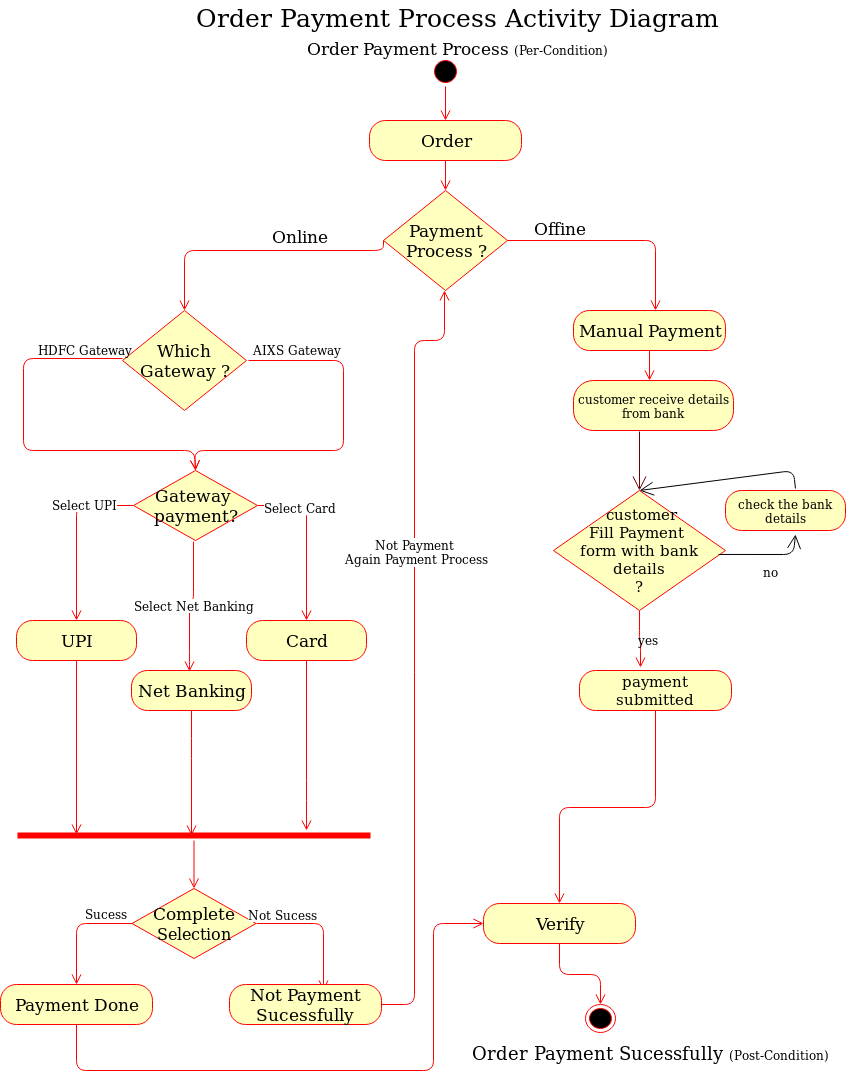 Order Payment Process Activity Diagram
Order Payment Process (Per-Condition)
Order
Payment
Process ?
Online
Offine
Which
Gateway ?
HDFC Gateway
AIXS Gateway
Manual Payment
customer receive details
from bank
Gateway
payment?
Select UPI
Select Card
Select Net Banking
customer
Fill Payment
form with bank
details
?
check the bank
details
no
yes
Not Payment
Again Payment Process
UPI
Card
Net Banking
payment
submitted
Complete
Selection
Sucess
Not Sucess
Verify
Payment Done
Not Payment
Sucessfully
Order Payment Sucessfully (Post-Condition)